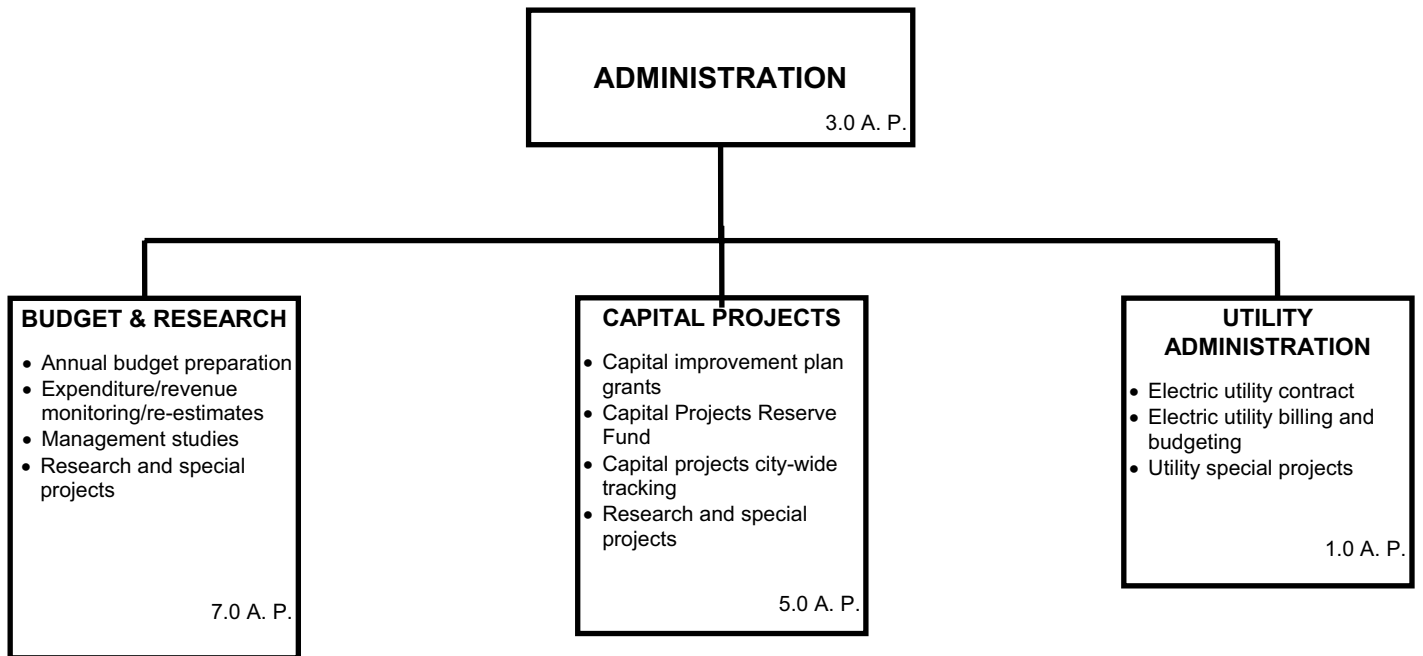 ADMINISTRATION
3.0 A. P.
BUDGET & RESEARCH
• Annual budget preparation
• Expenditure/revenue
monitoring/re-estimates
• Management studies
• Research and special
projects
7.0 A. P.
CAPITAL PROJECTS
• Capital improvement plan
grants
• Capital Projects Reserve
Fund
• Capital projects city-wide
tracking
• Research and special
projects
5.0 A. P.
UTILITY
ADMINISTRATION
• Electric utility contract
• Electric utility billing and
budgeting
• Utility special projects
1.0 A. P.